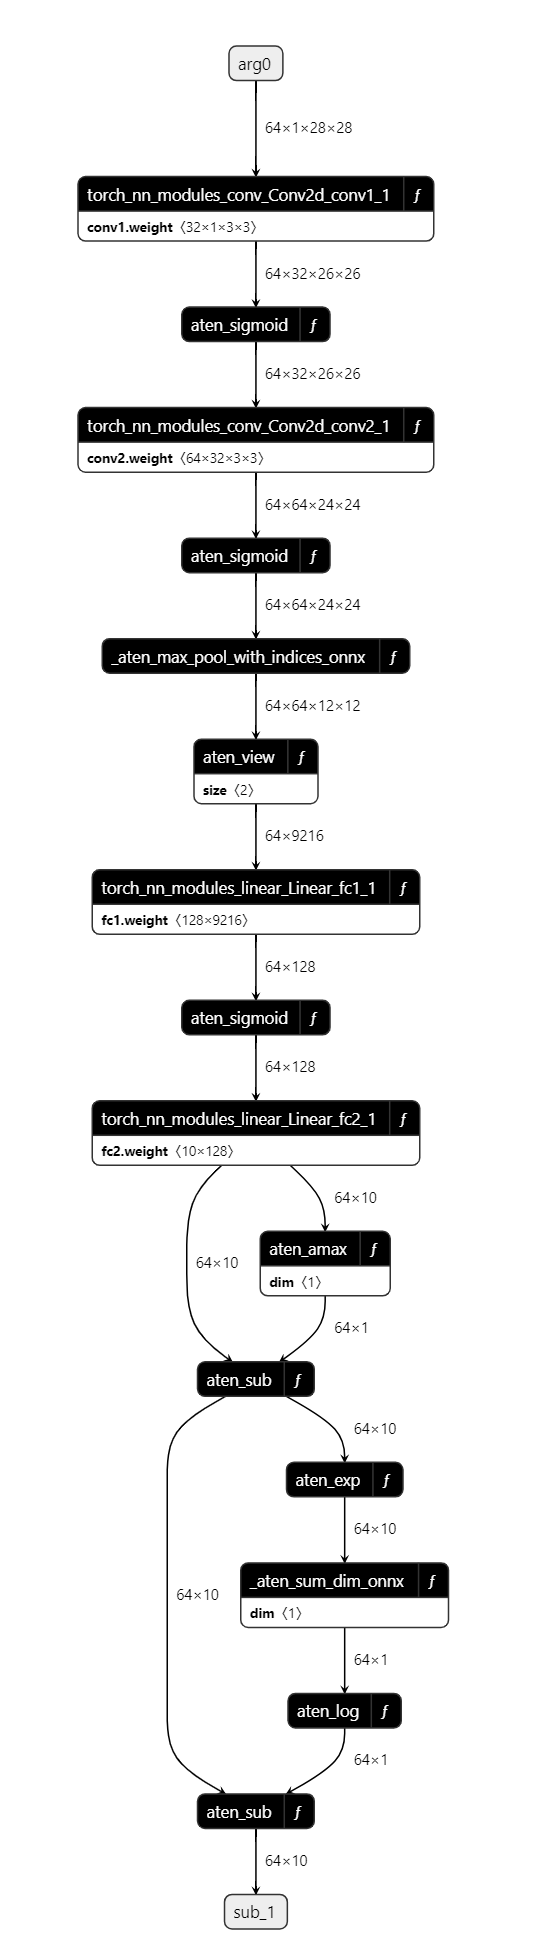 arg0
64×1×28×28
torch_nn_modules_conv_Conv2d_conv1_1 ƒ
conv1.weight 〈32×1×3×3〉
64×32×26×26
aten_sigmoid ƒ
64×32×26×26
torch_nn_modules_conv_Conv2d_conv2_1 ƒ
conv2.weight 〈64×32×3×3〉
64×64×24×24
aten_sigmoid ƒ
64×64×24×24
_aten_max_pool_with_indices_onnx ƒ
64×64×12×12
aten_view ƒ
size 〈2〉
64×9216
torch_nn_modules_linear_Linear_fc1_1 ƒ
fc1.weight 〈128×9216〉
64×128
aten_sigmoid ƒ
64×128
torch_nn_modules_linear_Linear_fc2_1 ƒ
fc2.weight 〈10×128〉
64×10
aten_amax ƒ
64×10
dim 〈1〉
64×1
aten_sub ƒ
64×10
aten_exp ƒ
64×10
_aten_sum_dim_onnx ƒ
64×10
dim 〈1〉
64×1
aten_log ƒ
64×1
aten_sub ƒ
64×10
sub_1